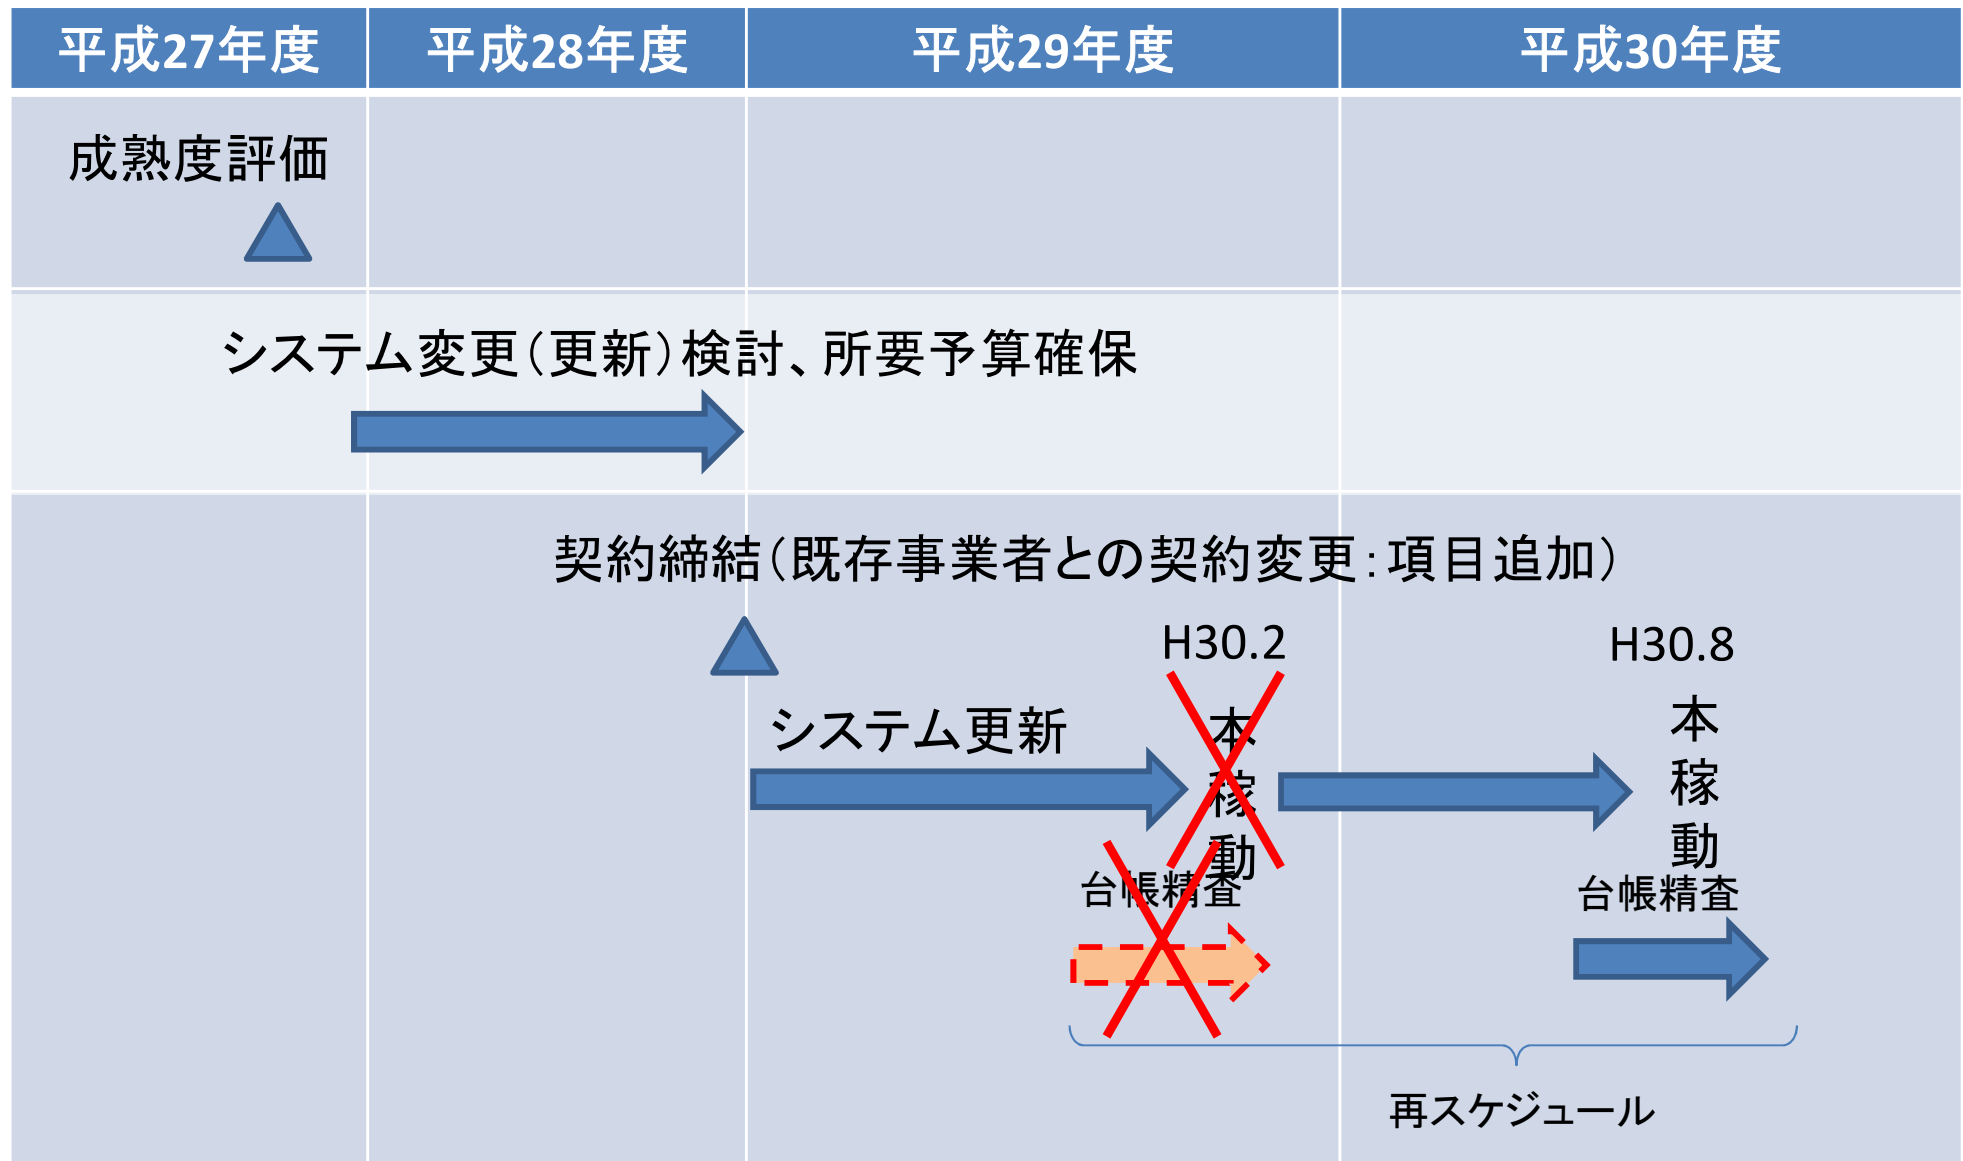 平成27年度
平成28年度
平成29年度
平成30年度
成熟度評価
システム変更（更新）検討、所要予算確保
契約締結（既存事業者との契約変更：項目追加）
H30.2
H30.8
システム更新
本稼動
本稼動
台帳精査
台帳精査
再スケジュール